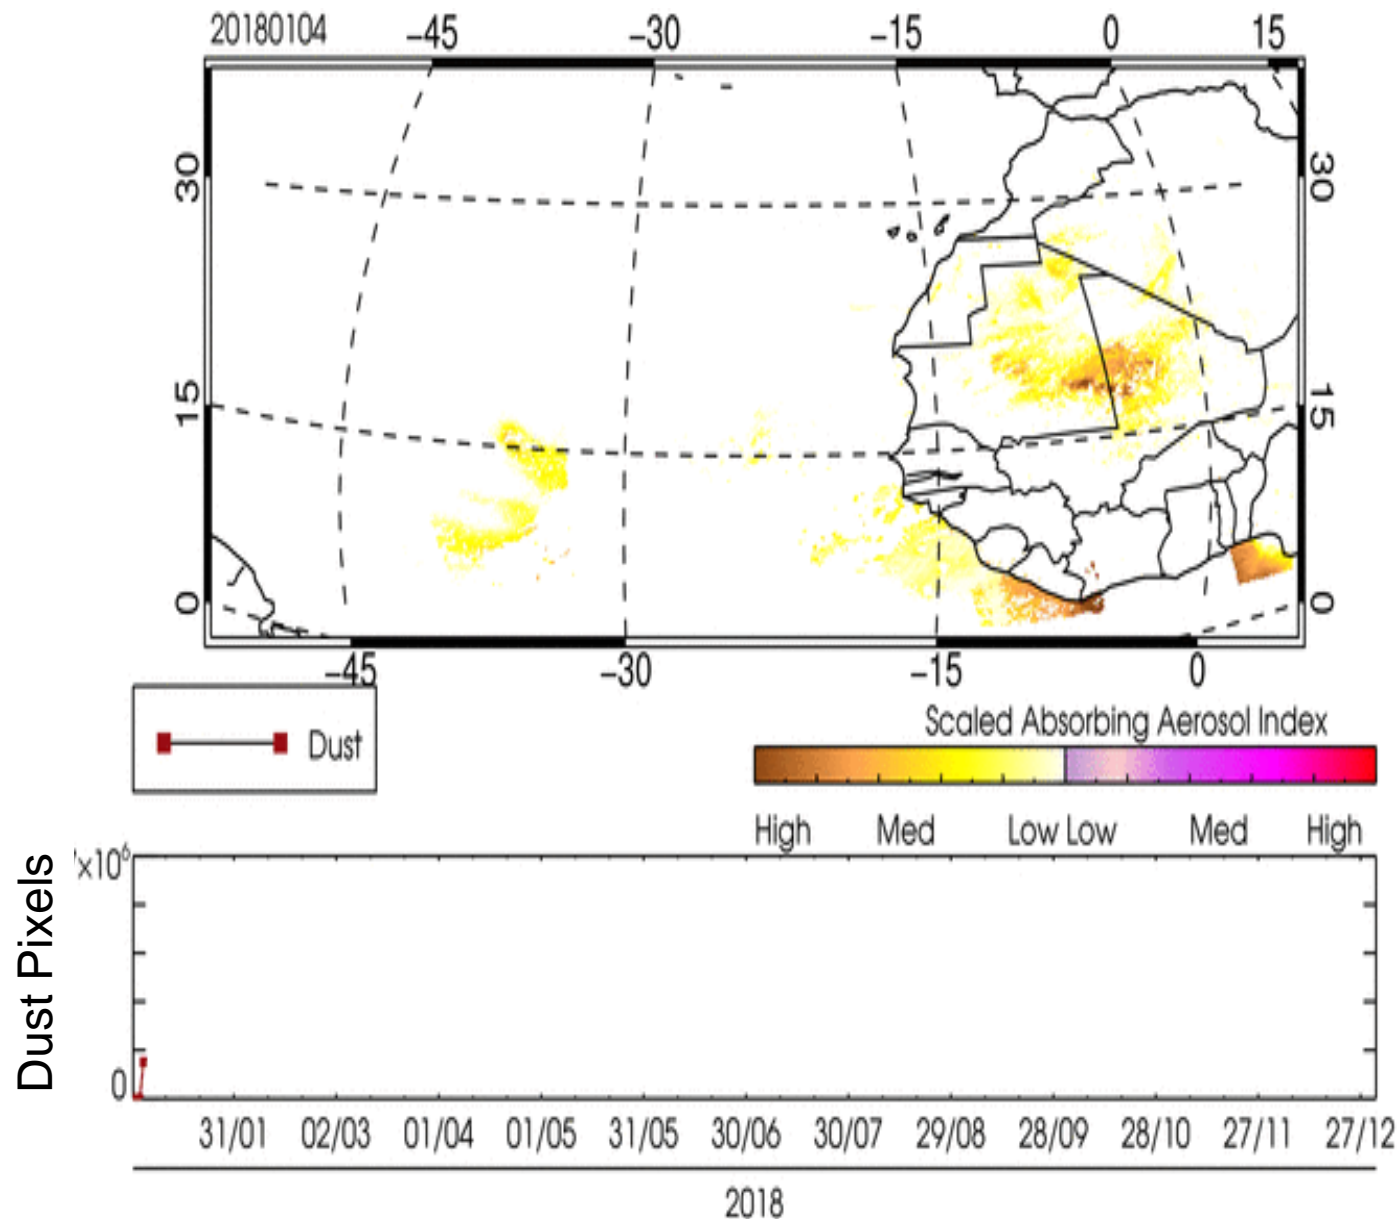 20180104 −45 −30 −15 0 15
30 30
15 15
0 0
−45 −30 −15 0
Dust
Scaled Absorbing Aerosol Index
High Med Low Low Med High
×10⁶
Dust Pixels
0
31/01 02/03 01/04 01/05 31/05 30/06 30/07 29/08 28/09 28/10 27/11 27/12
2018